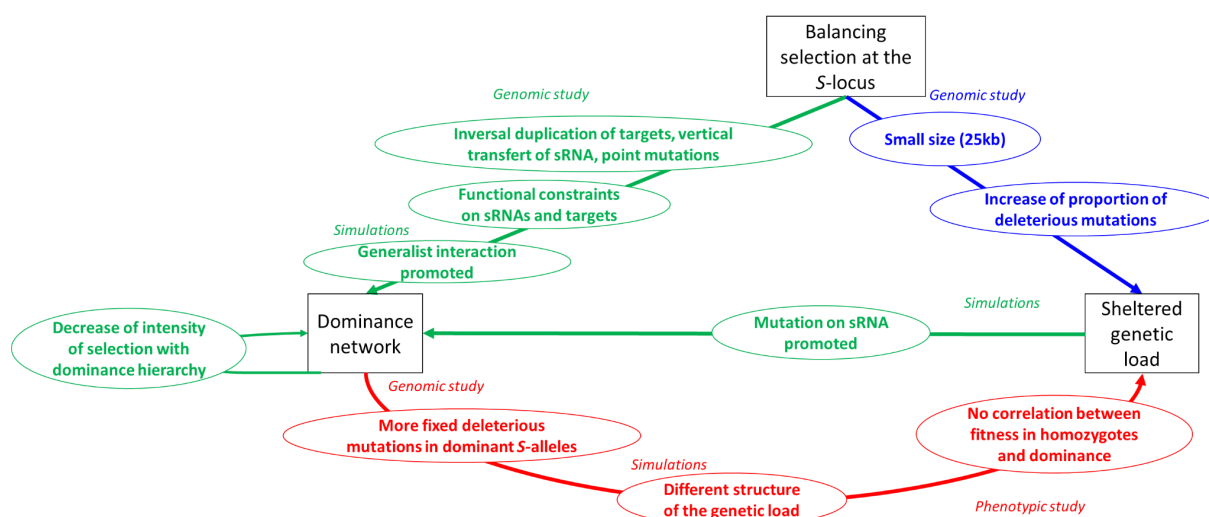 Balancing
selection at the
S-locus
Genomic study
Genomic study
Inversal duplication of targets, vertical
transfert of sRNA, point mutations
Small size (25kb)
Functional constraints
on sRNAs and targets
Increase of proportion of
deleterious mutations
Simulations
Generalist interaction
promoted
Decrease of intensity
of selection with
dominance hierarchy
Dominance
network
Mutation on sRNA
promoted
Simulations
Sheltered
genetic
load
Genomic study
More fixed deleterious
mutations in dominant S-alleles
No correlation between
fitness in homozygotes
and dominance
Simulations
Different structure
of the genetic load
Phenotypic study